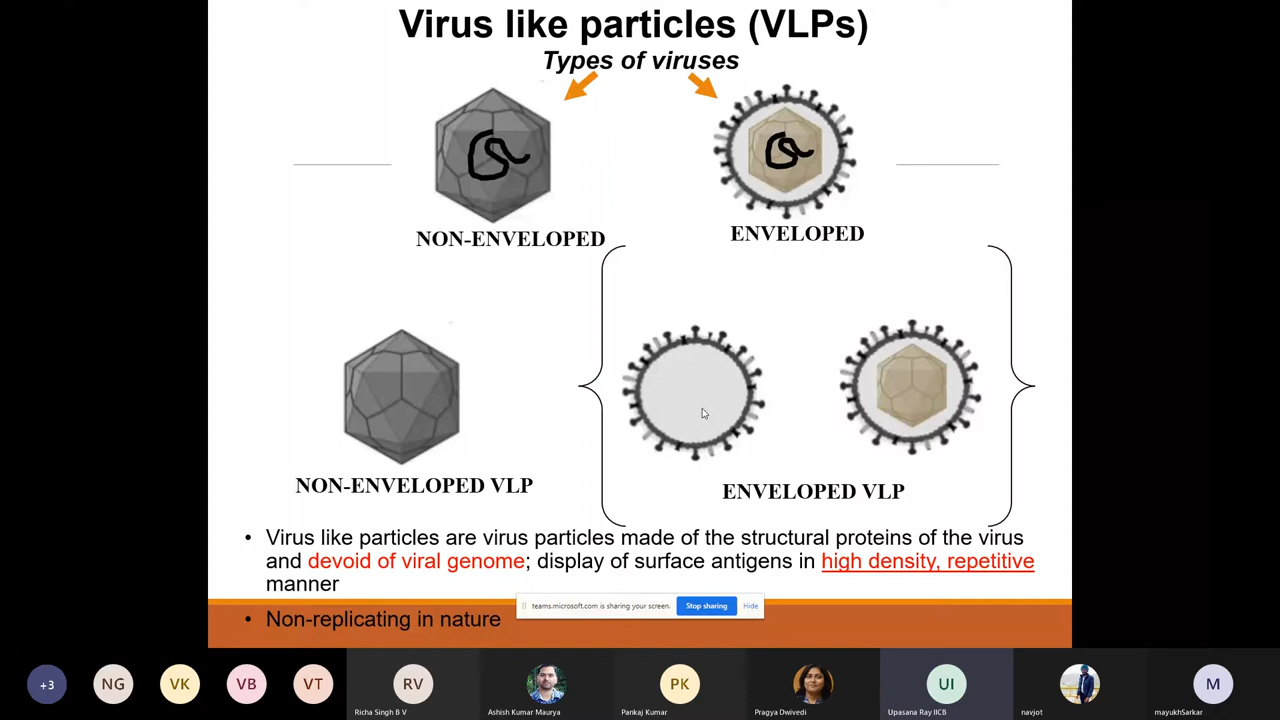 Virus like particles (VLPs)
Types of viruses
NON-ENVELOPED
ENVELOPED
NON-ENVELOPED VLP
ENVELOPED VLP
• Virus like particles are virus particles made of the structural proteins of the virus
and devoid of viral genome; display of surface antigens in high density, repetitive
manner
• Non-replicating in nature
teams.microsoft.com is sharing your screen.
Stop sharing
Hide
+3
NG
VK
VB
VT
RV
PK
UI
M
Richa Singh B V
Ashish Kumar Maurya
Pankaj Kumar
Pragya Dwivedi
Upasana Ray IICB
navjot
mayukhSarkar